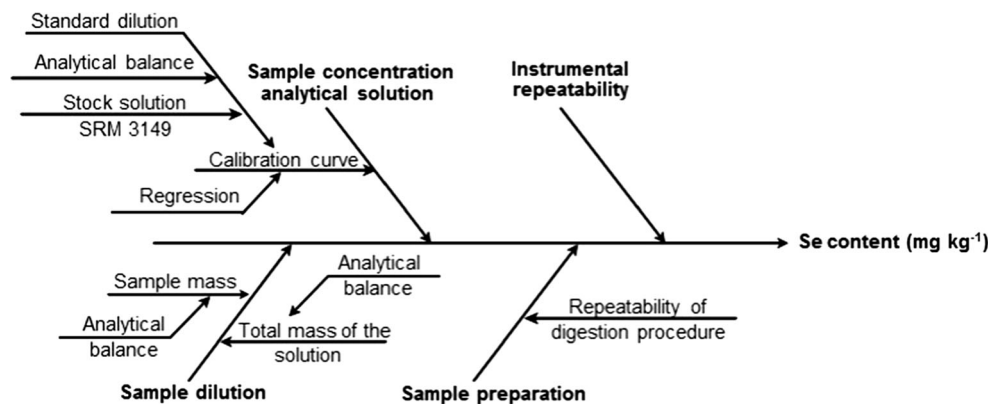 Standard dilution
Analytical balance
Stock solution
SRM 3149
Sample concentration
analytical solution
Instrumental
repeatability
Calibration curve
Regression
Se content (mg kg⁻¹)
Sample mass
Analytical
balance
Analytical
balance
Total mass of the
solution
Repeatability of
digestion procedure
Sample dilution
Sample preparation